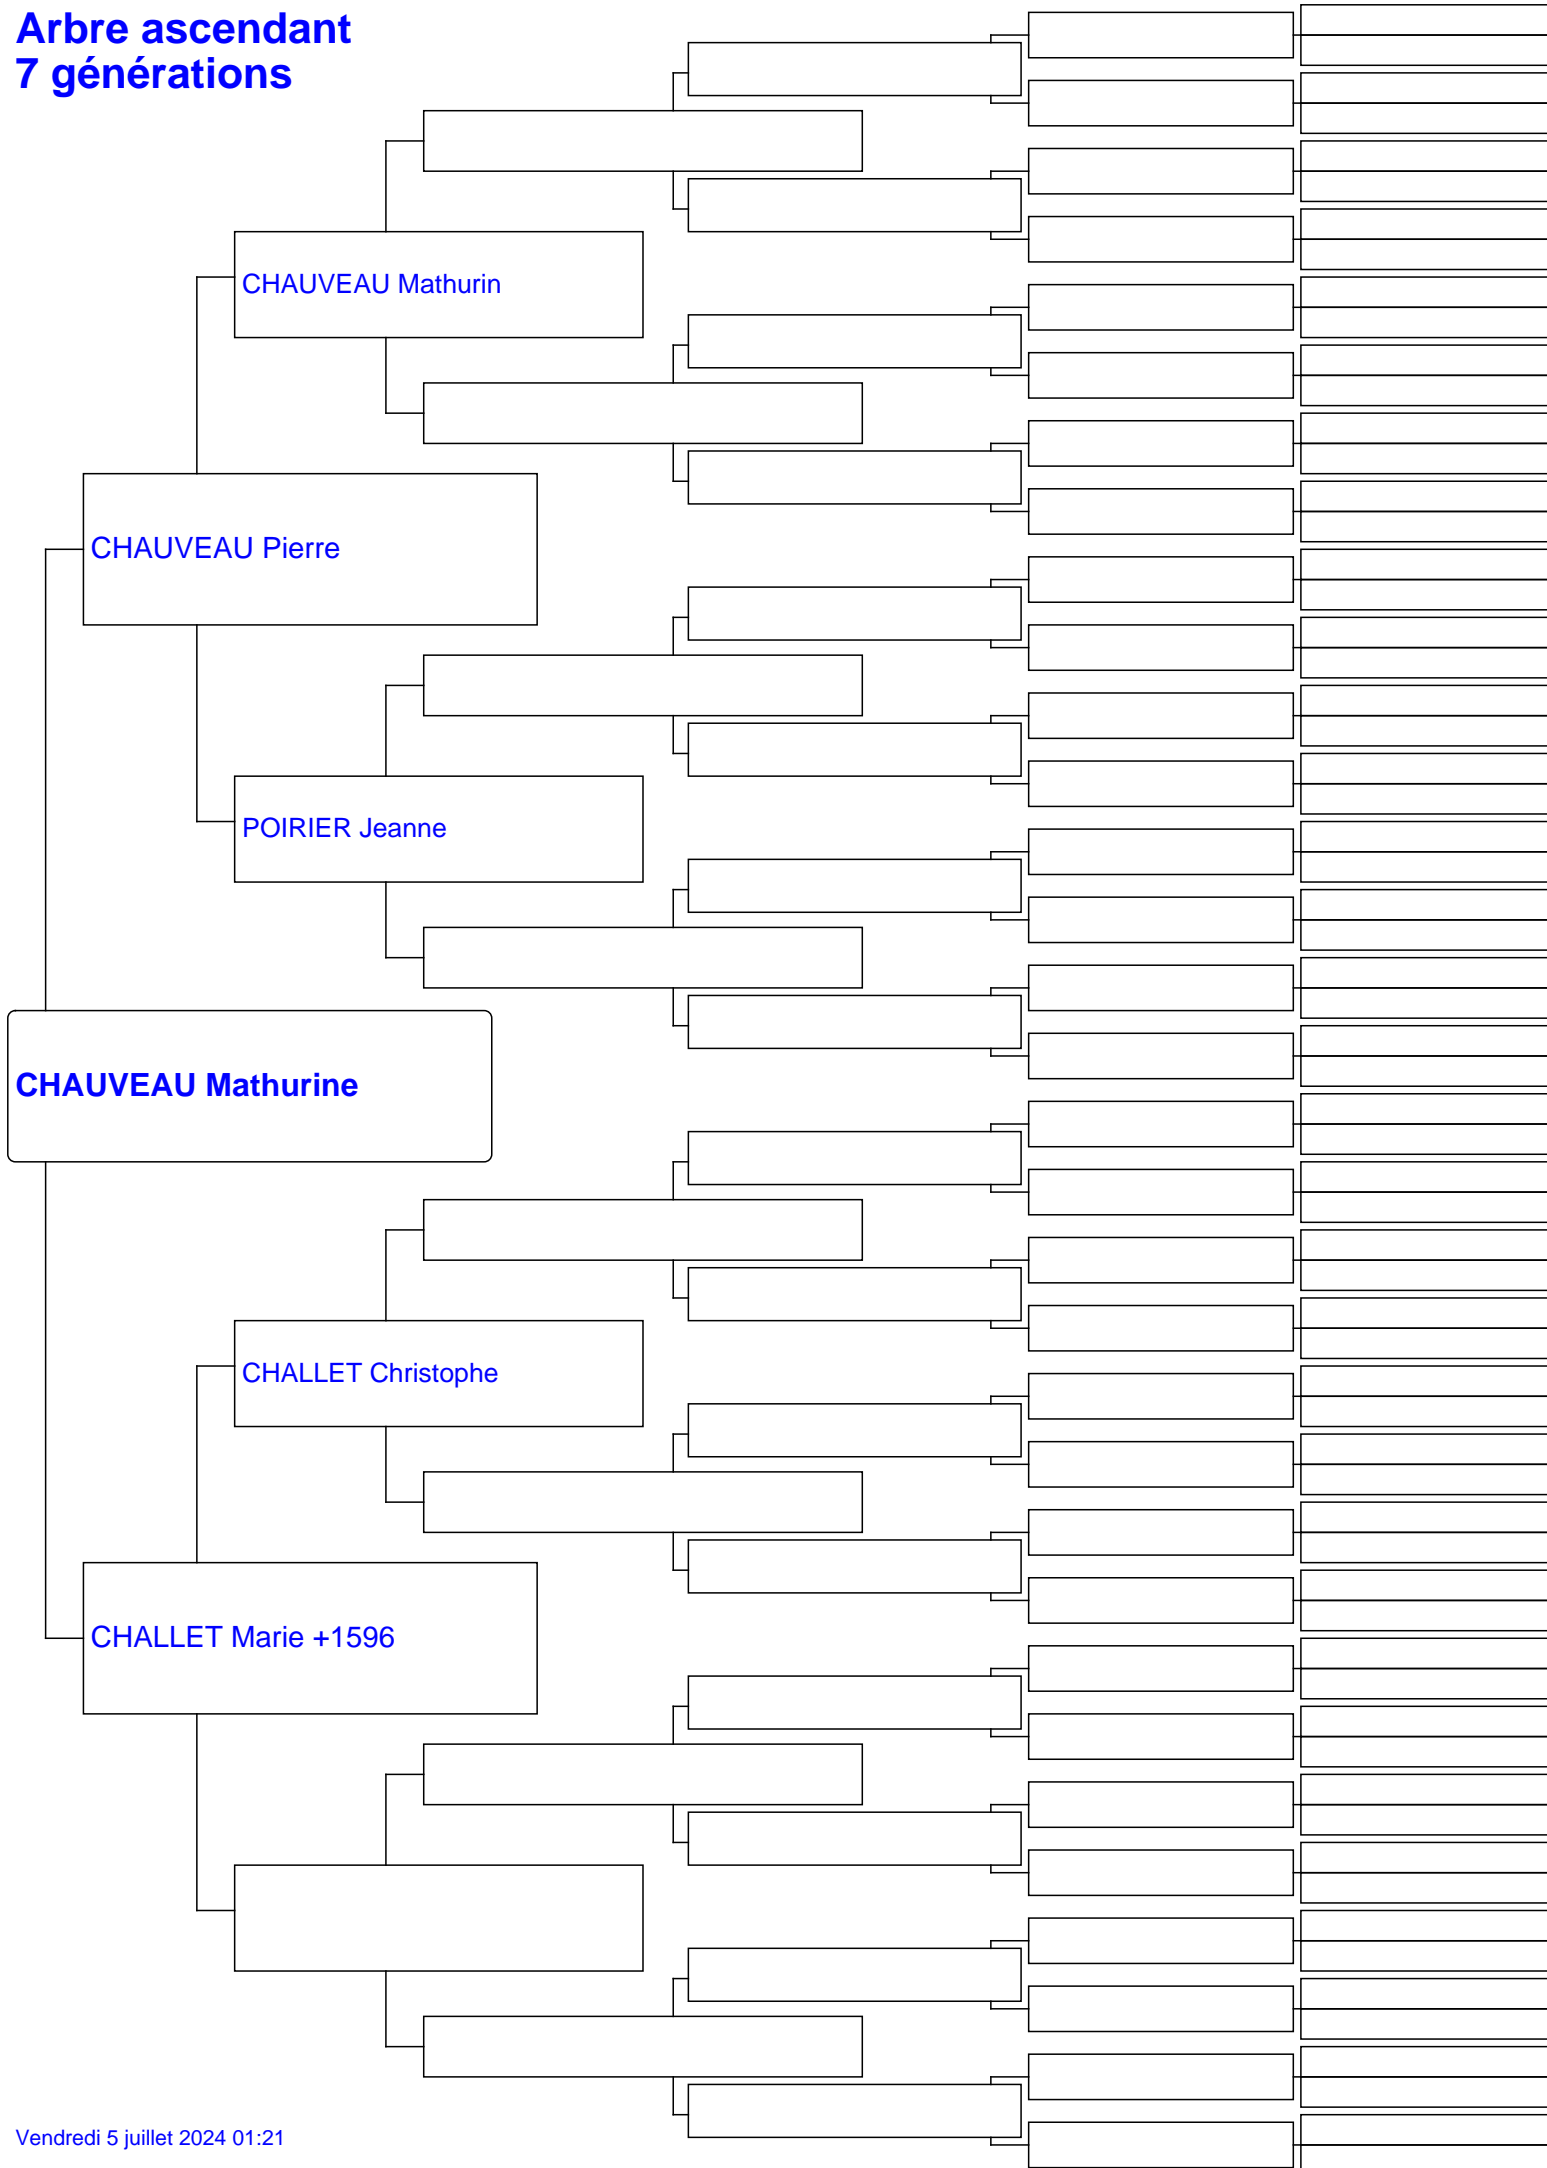 Arbre ascendant
7 générations
CHAUVEAU Mathurin
CHAUVEAU Pierre
POIRIER Jeanne
CHAUVEAU Mathurine
CHALLET Christophe
CHALLET Marie +1596
Vendredi 5 juillet 2024 01:21